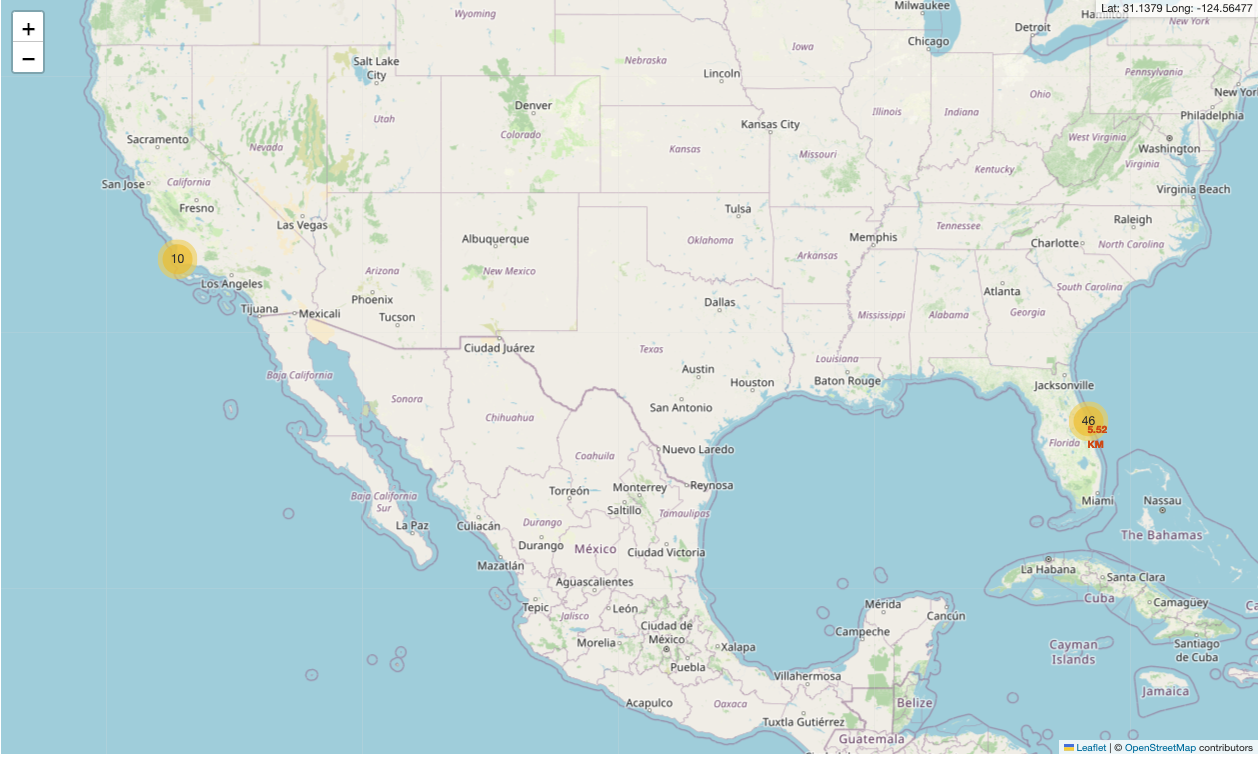 +
−
Lat: 31.1379 Long: -124.56477
Wyoming
Milwaukee
Detroit
New York
Chicago
Iowa
Salt Lake
City
Nebraska
Lincoln
Pennsylvania
Ohio
Denver
Utah
Colorado
Illinois
Indiana
Philadelphia
Kansas City
Sacramento
Nevada
Kansas
Missouri
West Virginia
Washington
Virginia
Kentucky
San Jose
California
Virginia Beach
Fresno
Tulsa
Las Vegas
Raleigh
Tennessee
Albuquerque
Oklahoma
Memphis
Charlotte
North Carolina
10
Arkansas
Arizona
New Mexico
Los Angeles
South Carolina
Atlanta
Phoenix
Dallas
Tijuana
Mexicali
Tucson
Mississippi
Alabama
Georgia
Ciudad Juárez
Texas
Louisiana
Baja California
Austin
Houston
Baton Rouge
Jacksonville
Sonora
San Antonio
Chihuahua
46
5.52
KM
Florida
Nuevo Laredo
Coahuila
Reynosa
Torreón
Monterrey
Baja California
Sur
Saltillo
Tamaulipas
Miami
Nassau
La Paz
Culiacán
Durango
The Bahamas
Durango
México
Ciudad Victoria
Mazatlán
La Habana
Santa Clara
Aguascalientes
Cuba
Camagüey
Tepic
León
Mérida
Cancún
Jalisco
Ciudad de
México
Campeche
Morelia
Xalapa
Santiago
de Cuba
Cayman
Islands
Puebla
Villahermosa
Jamaica
Acapulco
Oaxaca
Belize
Tuxtla Gutiérrez
Guatemala
Leaflet | © OpenStreetMap contributors